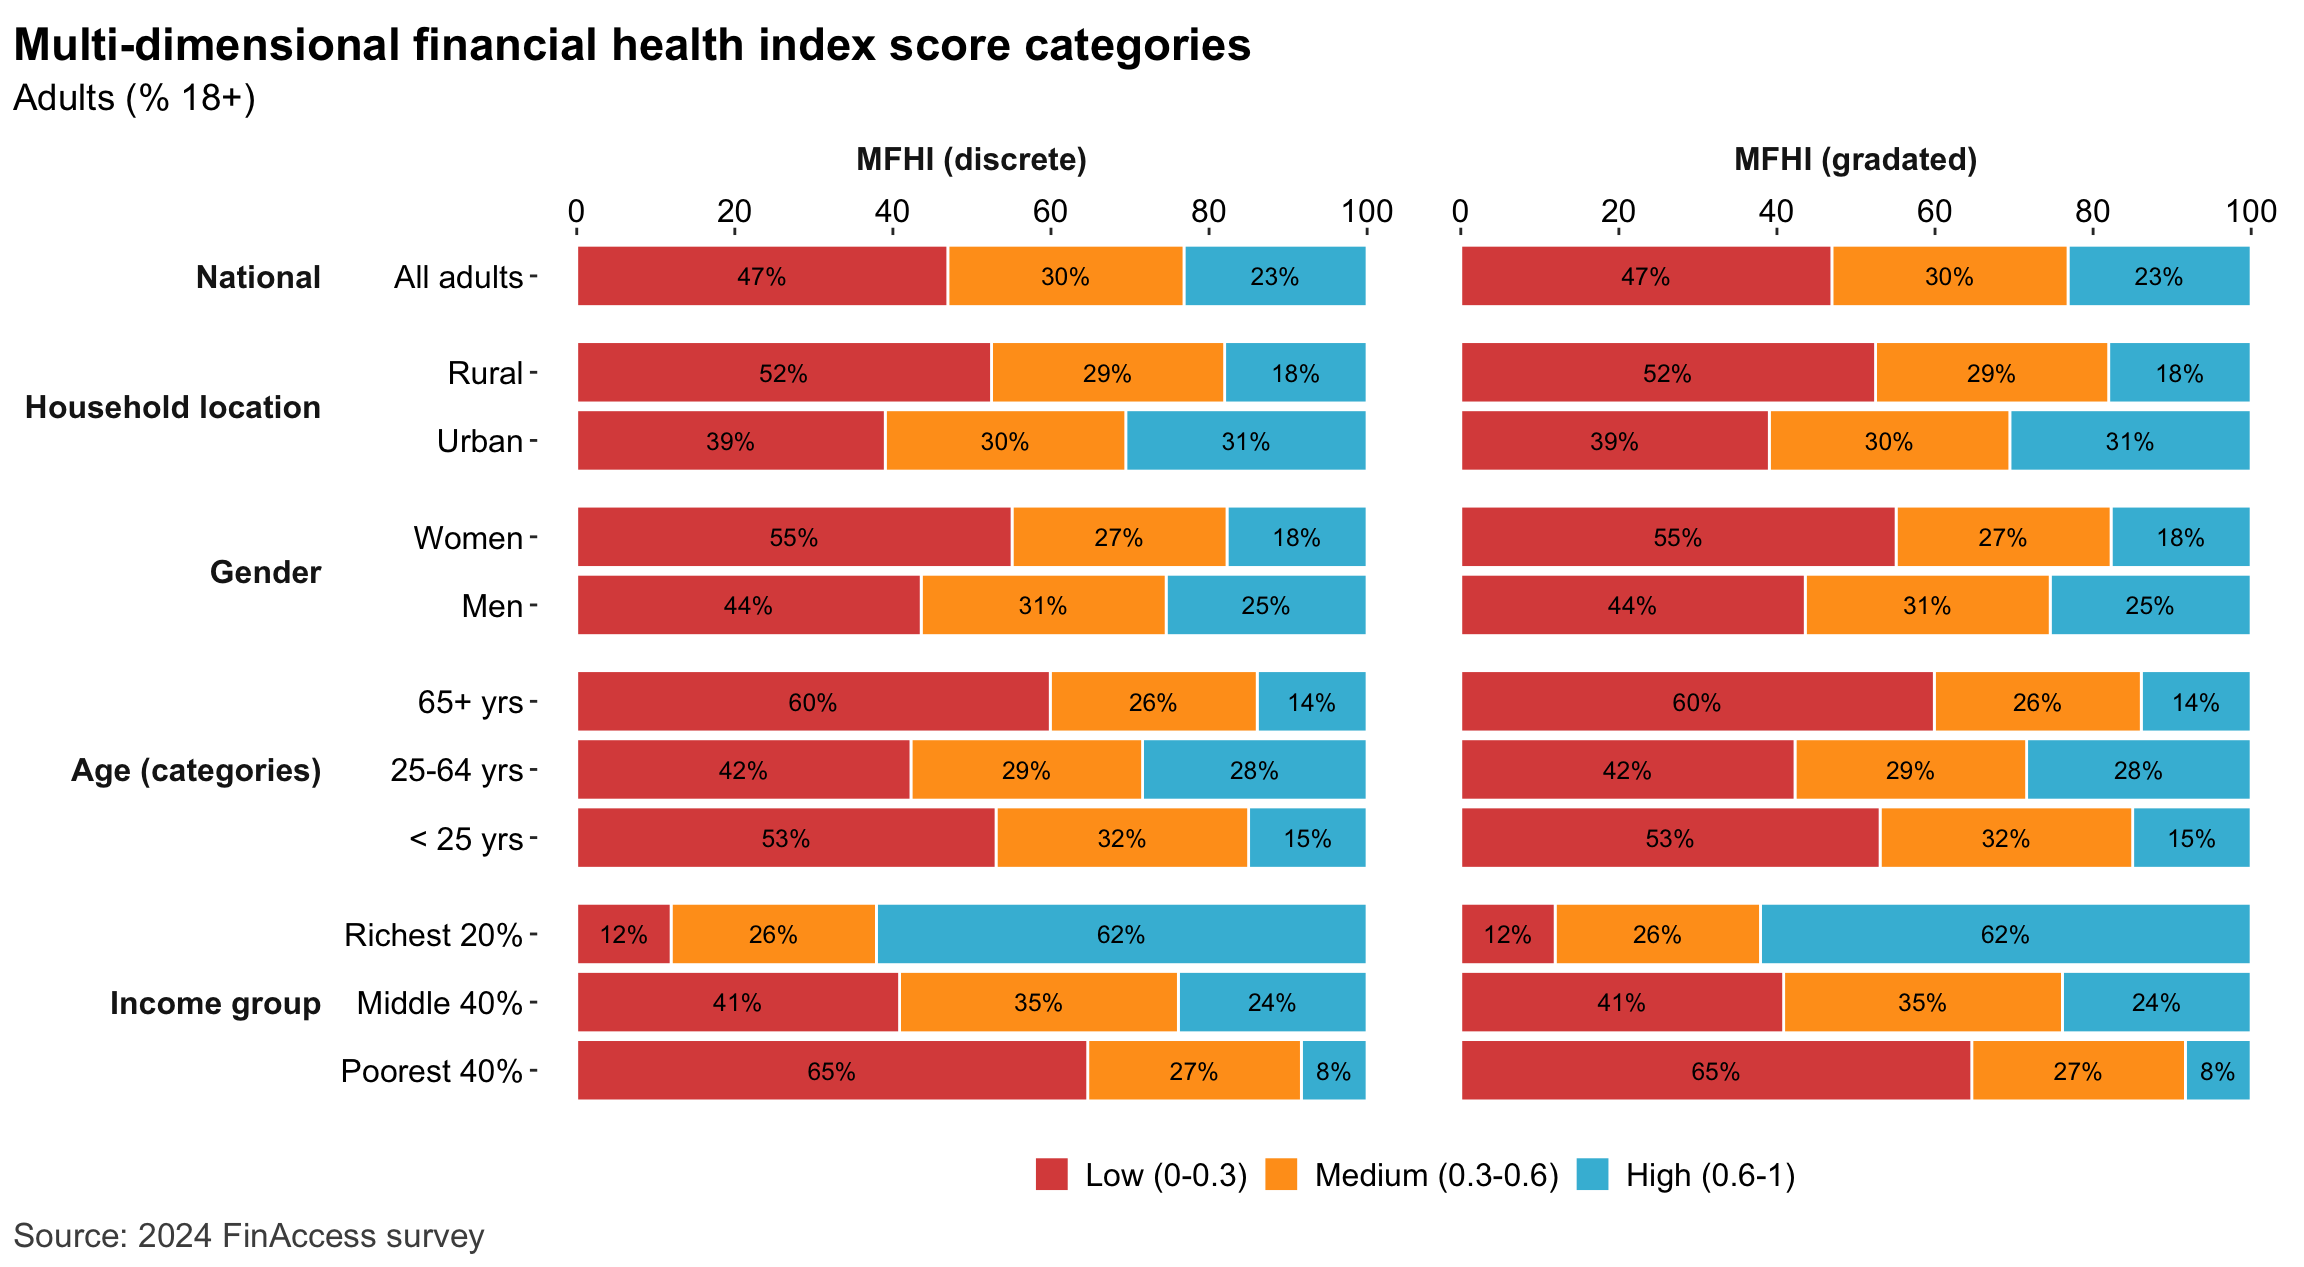 Multi-dimensional financial health index score categories
Adults (% 18+)
MFHI (discrete) MFHI (gradated)
0 20 40 60 80 100 0 20 40 60 80 100
National All adults 47% 30% 23% 47% 30% 23%
Rural 52% 29% 18% 52% 29% 18%
Household location
Urban 39% 30% 31% 39% 30% 31%
Women 55% 27% 18% 55% 27% 18%
Gender
Men 44% 31% 25% 44% 31% 25%
65+ yrs 60% 26% 14% 60% 26% 14%
Age (categories) 25-64 yrs 42% 29% 28% 42% 29% 28%
< 25 yrs 53% 32% 15% 53% 32% 15%
Richest 20% 12% 26% 62% 12% 26% 62%
Income group Middle 40% 41% 35% 24% 41% 35% 24%
Poorest 40% 65% 27% 8% 65% 27% 8%
Low (0-0.3) Medium (0.3-0.6) High (0.6-1)
Source: 2024 FinAccess survey